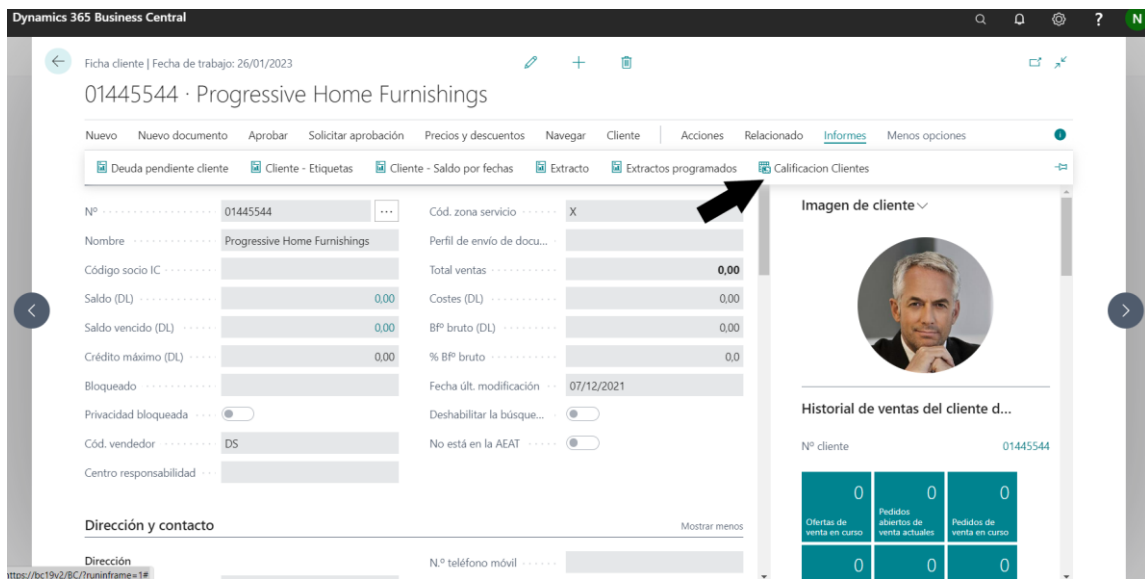 Dynamics 365 Business Central
?
N
Ficha cliente | Fecha de trabajo: 26/01/2023
01445544 · Progressive Home Furnishings
Nuevo Nuevo documento Aprobar Solicitar aprobación Precios y descuentos Navegar Cliente Acciones Relacionado Informes Menos opciones
Deuda pendiente cliente Cliente - Etiquetas Cliente - Saldo por fechas Extracto Extractos programados Calificacion Clientes
Nº 01445544 ...
Nombre Progressive Home Furnishings
Código socio IC
Saldo (DL) 0,00
Saldo vencido (DL) 0,00
Crédito máximo (DL) 0,00
Bloqueado
Privacidad bloqueada
Cód. vendedor DS
Centro responsabilidad
Cód. zona servicio X
Perfil de envío de docu...
Total ventas 0,00
Costes (DL) 0,00
Bfº bruto (DL) 0,00
% Bfº bruto 0,0
Fecha últ. modificación 07/12/2021
Deshabilitar la búsque...
No está en la AEAT
Dirección y contacto
Mostrar menos
Dirección
N.º teléfono móvil
Imagen de cliente
Historial de ventas del cliente d...
Nº cliente 01445544
0
Ofertas de
venta en curso
0
Pedidos
abiertos de
venta actuales
0
Pedidos de
venta en curso
0
0
0
https://bc19v2/BC/?runinframe=1#